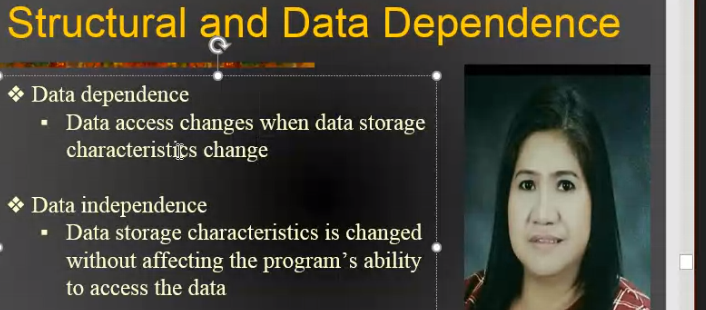 Structural and Data Dependence
❖ Data dependence
▪ Data access changes when data storage
characteristics change
❖ Data independence
▪ Data storage characteristics is changed
without affecting the program’s ability
to access the data